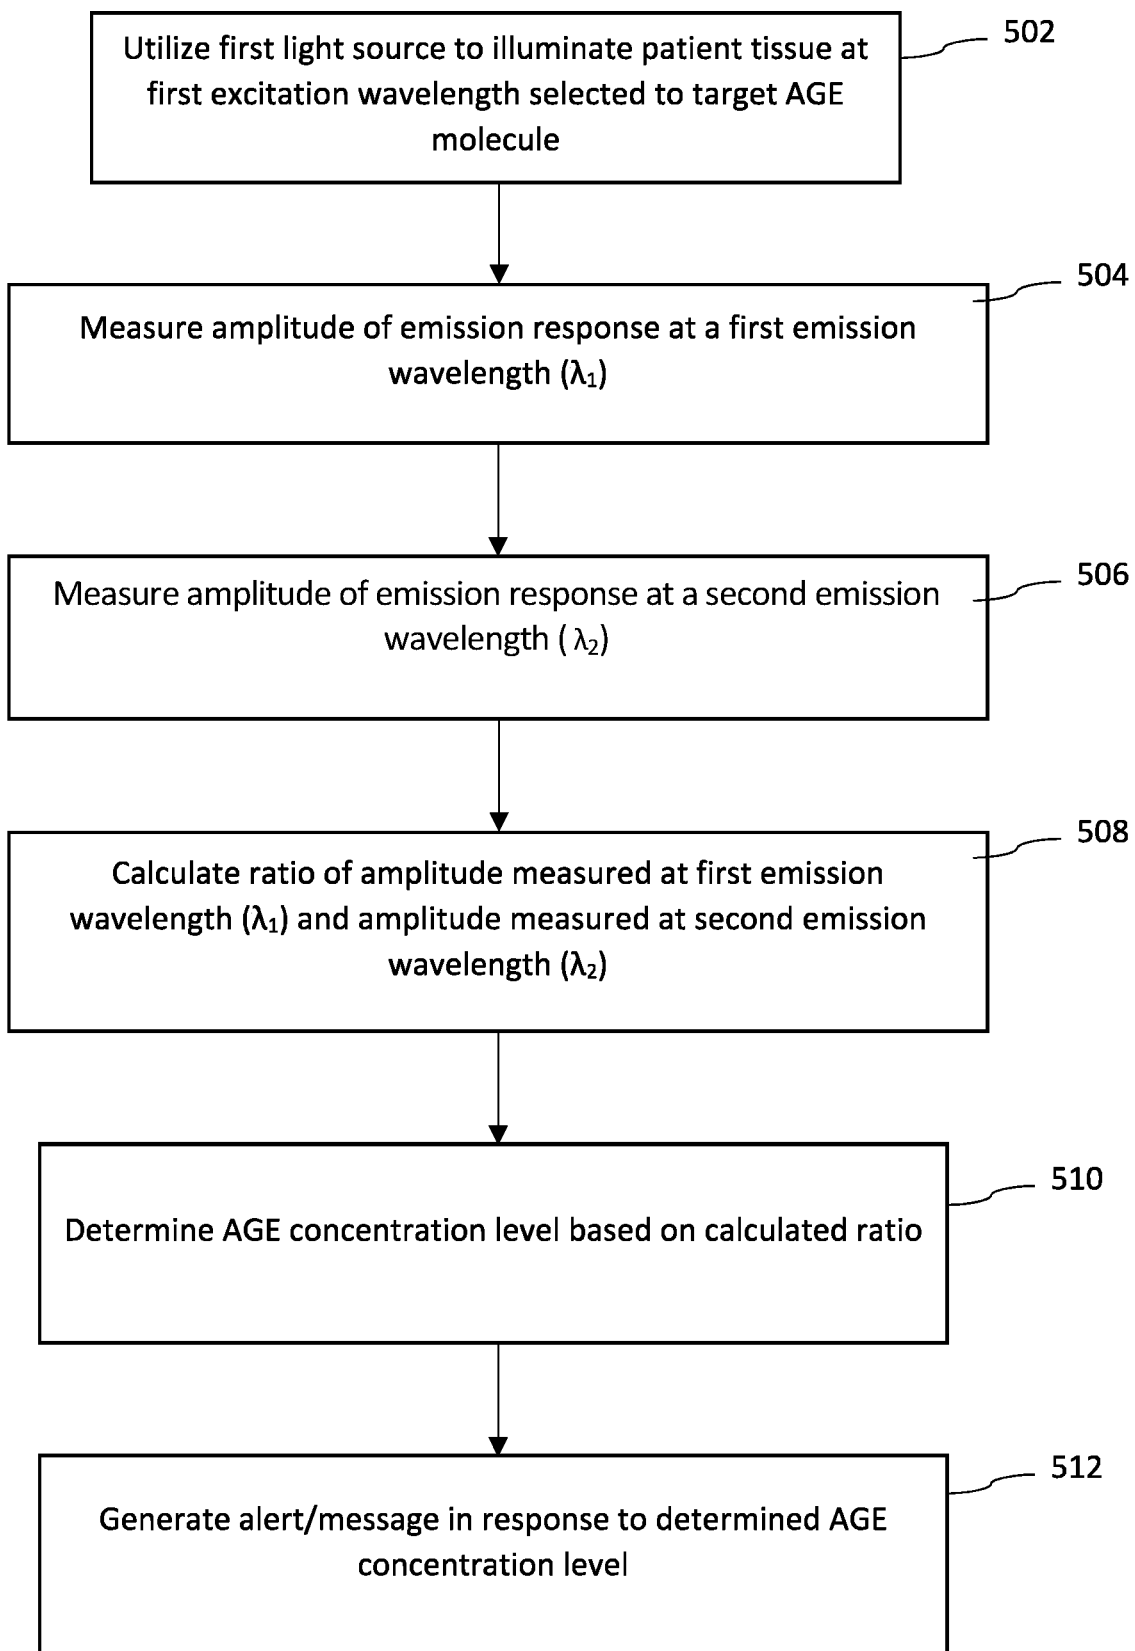 Utilize first light source to illuminate patient tissue at
first excitation wavelength selected to target AGE
molecule
502
Measure amplitude of emission response at a first emission
wavelength (λ₁)
504
Measure amplitude of emission response at a second emission
wavelength ( λ₂)
506
Calculate ratio of amplitude measured at first emission
wavelength (λ₁) and amplitude measured at second emission
wavelength (λ₂)
508
Determine AGE concentration level based on calculated ratio
510
Generate alert/message in response to determined AGE
concentration level
512